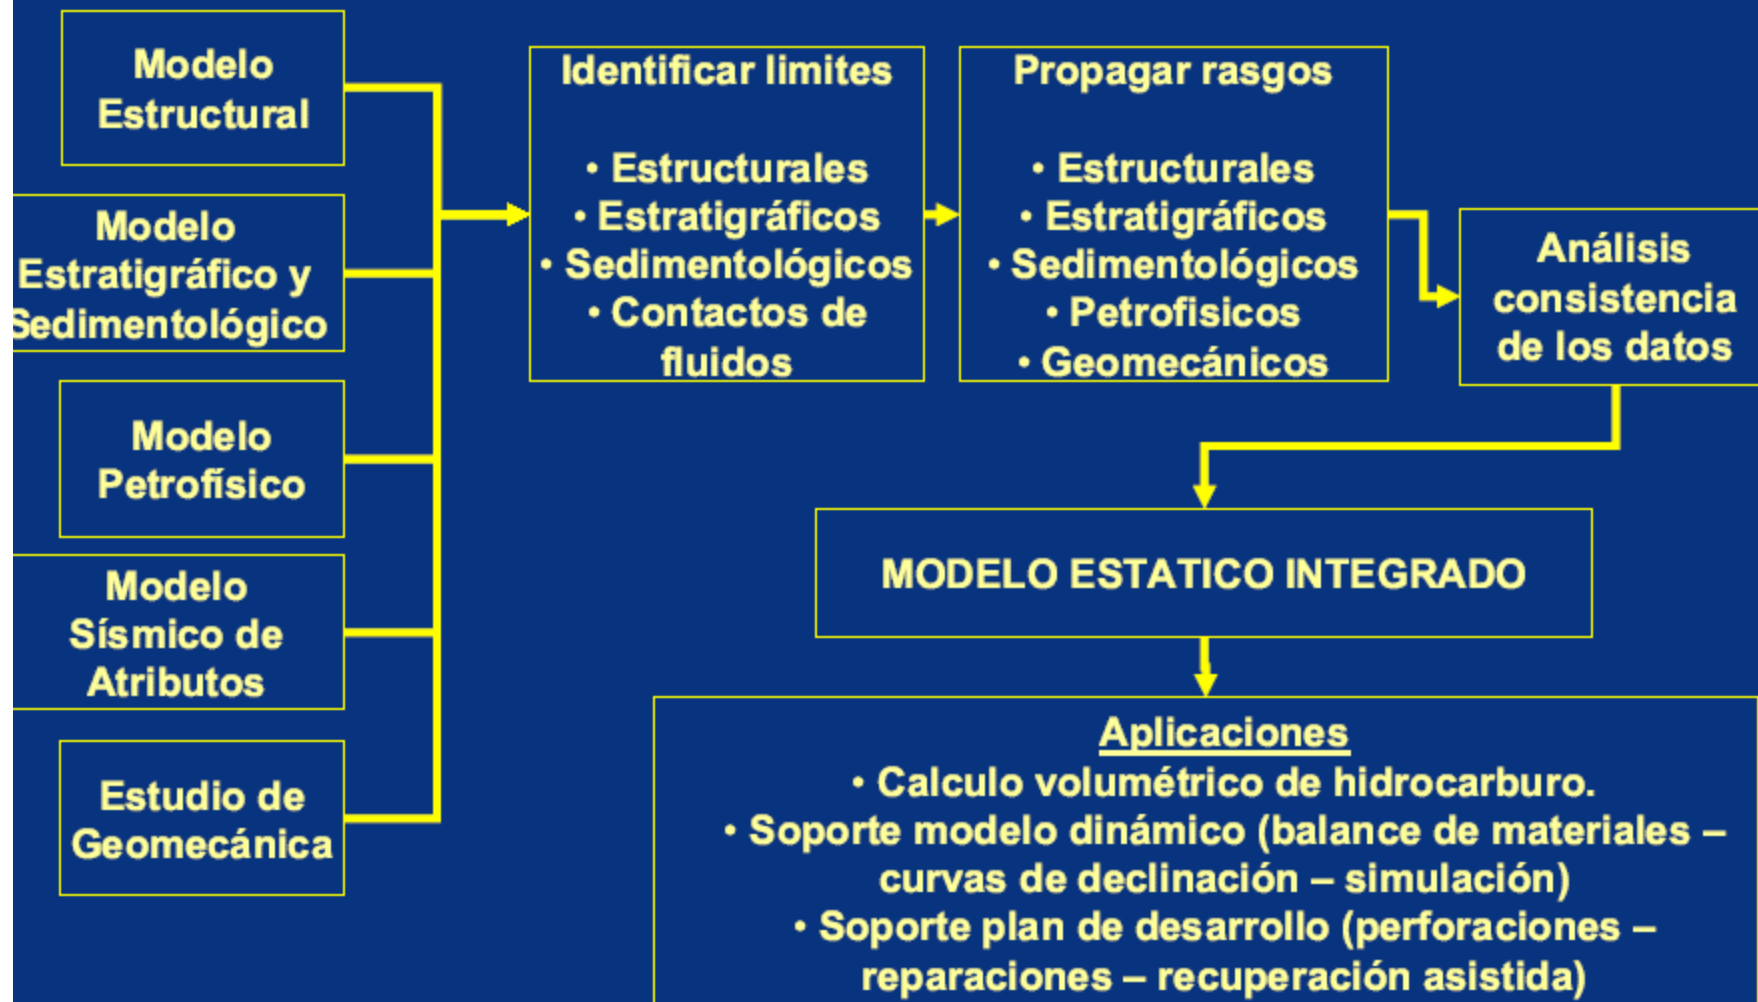 Modelo
Estructural
Modelo
Estratigráfico y
Sedimentológico
Modelo
Petrofísico
Modelo
Sísmico de
Atributos
Estudio de
Geomecánica
Identificar limites
• Estructurales
• Estratigráficos
• Sedimentológicos
• Contactos de
fluidos
Propagar rasgos
• Estructurales
• Estratigráficos
• Sedimentológicos
• Petrofisicos
• Geomecánicos
Análisis
consistencia
de los datos
MODELO ESTATICO INTEGRADO
Aplicaciones
• Calculo volumétrico de hidrocarburo.
• Soporte modelo dinámico (balance de materiales –
curvas de declinación – simulación)
• Soporte plan de desarrollo (perforaciones –
reparaciones – recuperación asistida)